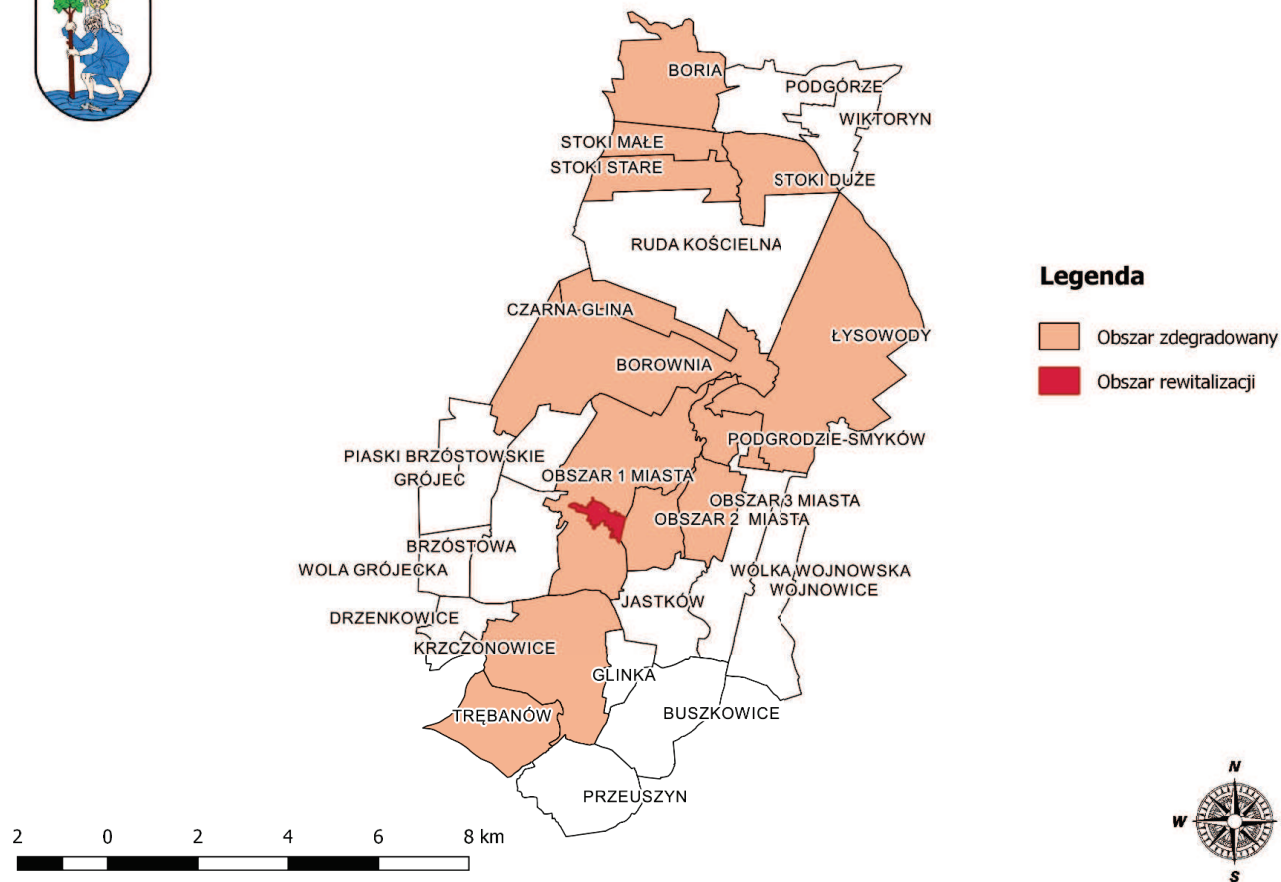 BORIA
PODGÓRZE
WIKTORYN
STOKI MAŁE
STOKI STARE
STOKI DUŻE
RUDA KOŚCIELNA
CZARNA GLINA
ŁYSOWODY
BOROWNIA
PODGRODZIE-SMYKÓW
PIASKI BRZÓSTOWSKIE
GRÓJEC
OBSZAR 1 MIASTA
OBSZAR 3 MIASTA
OBSZAR 2 MIASTA
BRZÓSTOWA
WOLA GRÓJECKA
WÓLKA WOJNOWSKA
WOJNOWICE
JASTKÓW
DRZENKOWICE
KRZCZONOWICE
GLINKA
TRĘBANÓW
BUSZKOWICE
PRZEUSZYN
Legenda
Obszar zdegradowany
Obszar rewitalizacji
2 0 2 4 6 8 km
N
W
S